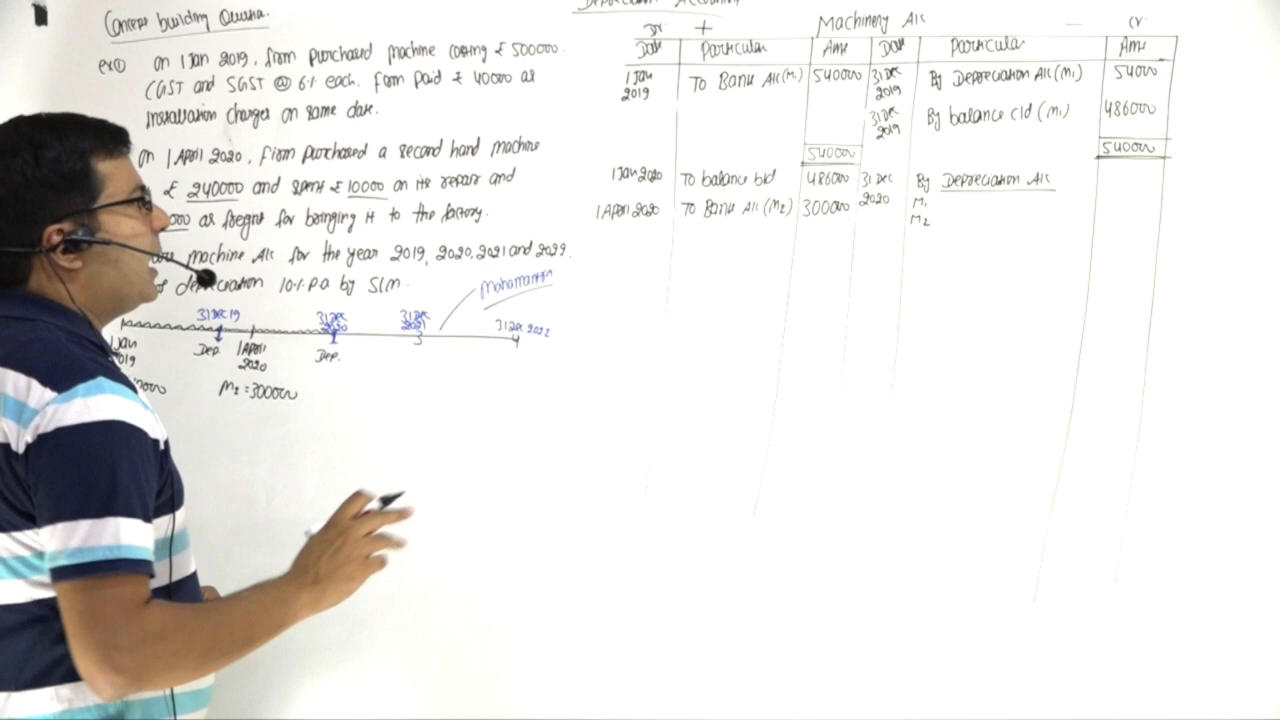 Concept building Question.
Depreciation Accounting
ex① on 1 Jan 2019, firm purchased machine costing ₹ 500000.
CGST and SGST @ 6% each. firm paid ₹ 40000 as
Installation charges on same date.
on 1 April 2020, firm purchased a second hand machine
₹ 240000 and spent ₹ 10000 on its repair and
000 as freight for bringing it to the factory.
machine A/c for the year 2019, 2020, 2021 and 2022.
depreciation 10% p.a by SLM.
Mahamantra
31 Dec 19
31 Dec 2020
31 Dec 2021
31 Dec 2022
3
4
1 Jan 2019
Dep.
1 April 2020
Dep.
M2 = 300000
Dr. + Machinery A/c — Cr.
Date Particular Amt Date Particular Amt
1 Jan 2019 To Bank A/c (M1) 540000 31 Dec 2019 By Depreciation A/c (M1) 54000
31 Dec 2019 By balance c/d (M1) 486000
540000 540000
1 Jan 2020 To balance b/d 486000 31 Dec 2020 By Depreciation A/c
1 April 2020 To Bank A/c (M2) 300000 M1
M2